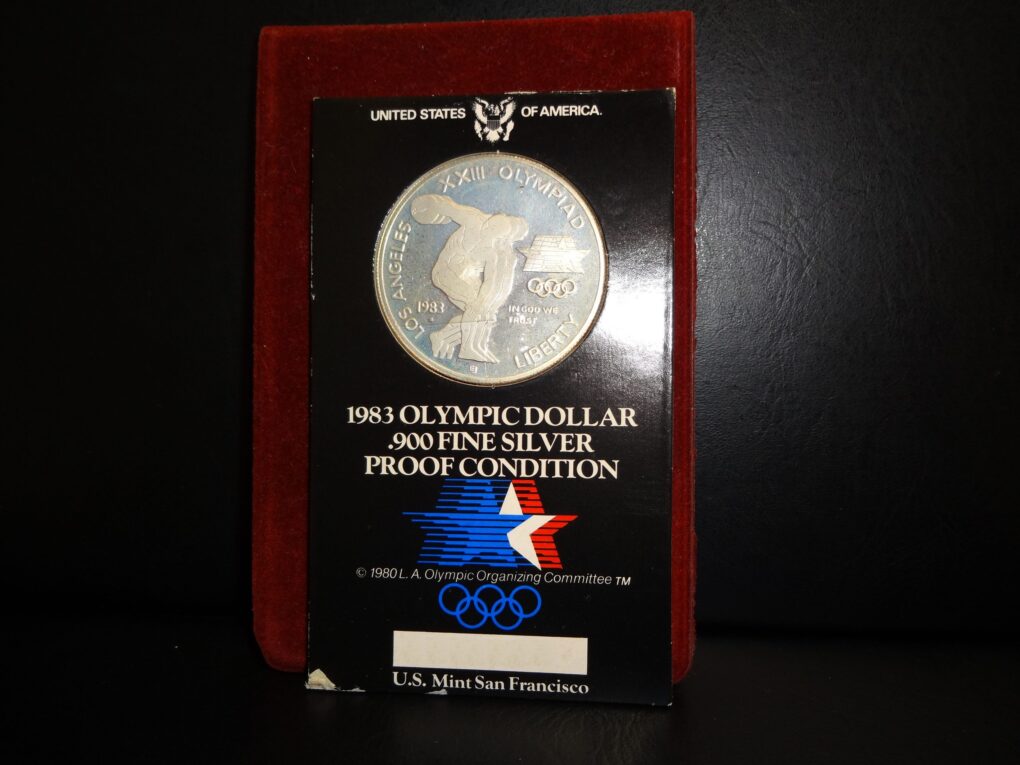 UNITED STATES OF AMERICA.
XXIII OLYMPIAD
LOS ANGELES
1983
IN GOD WE
TRUST
LIBERTY
1983 OLYMPIC DOLLAR
.900 FINE SILVER
PROOF CONDITION
© 1980 L. A. Olympic Organizing Committee TM
U.S. Mint San Francisco